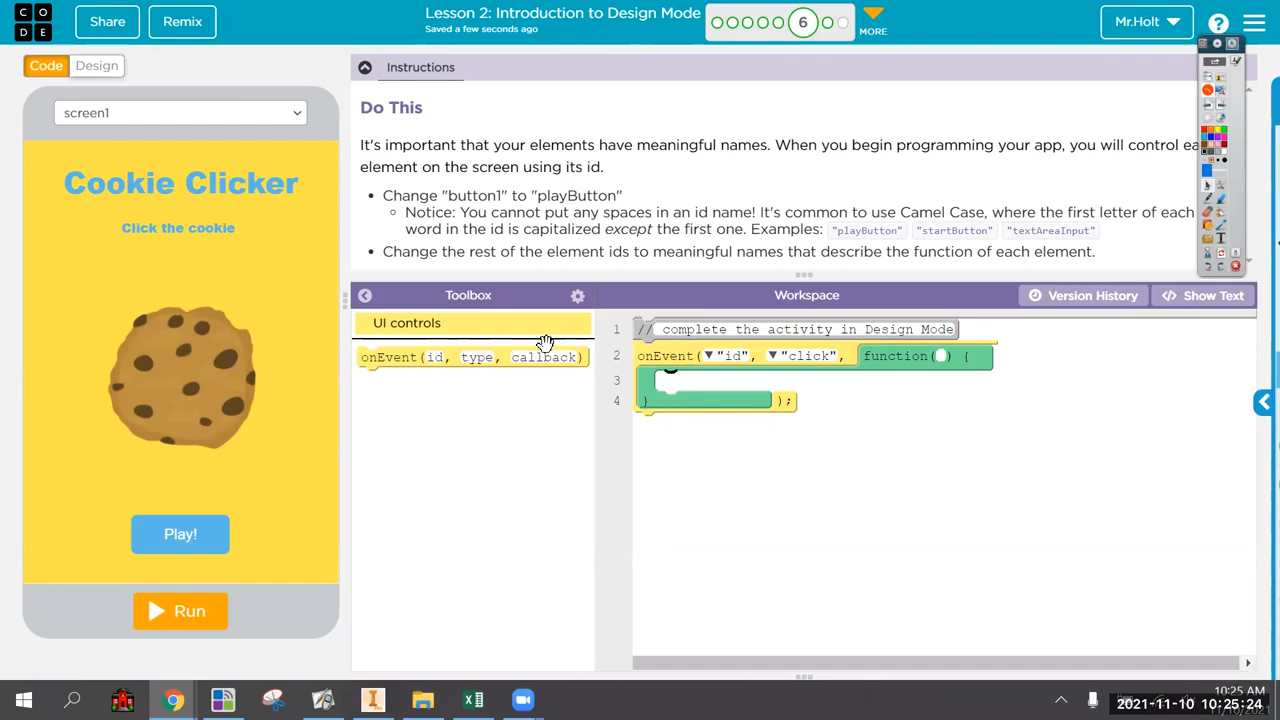 CO
DE
Share
Remix
Lesson 2: Introduction to Design Mode
Saved a few seconds ago
6
MORE
Mr.Holt
?
Code
Design
Instructions
screen1
Cookie Clicker
Click the cookie
Play!
Run
Do This
It's important that your elements have meaningful names. When you begin programming your app, you will control ea
element on the screen using its id.
• Change "button1" to "playButton"
Notice: You cannot put any spaces in an id name! It's common to use Camel Case, where the first letter of each
word in the id is capitalized except the first one. Examples: "playButton" "startButton" "textAreaInput"
• Change the rest of the element ids to meaningful names that describe the function of each element.
Toolbox
Workspace
Version History
</> Show Text
UI controls
onEvent(id, type, callback)
1 // complete the activity in Design Mode
2 onEvent(▼"id", ▼"click", function( ) {
3
4 } );
10:25 AM
2021-11-10 10:25:24